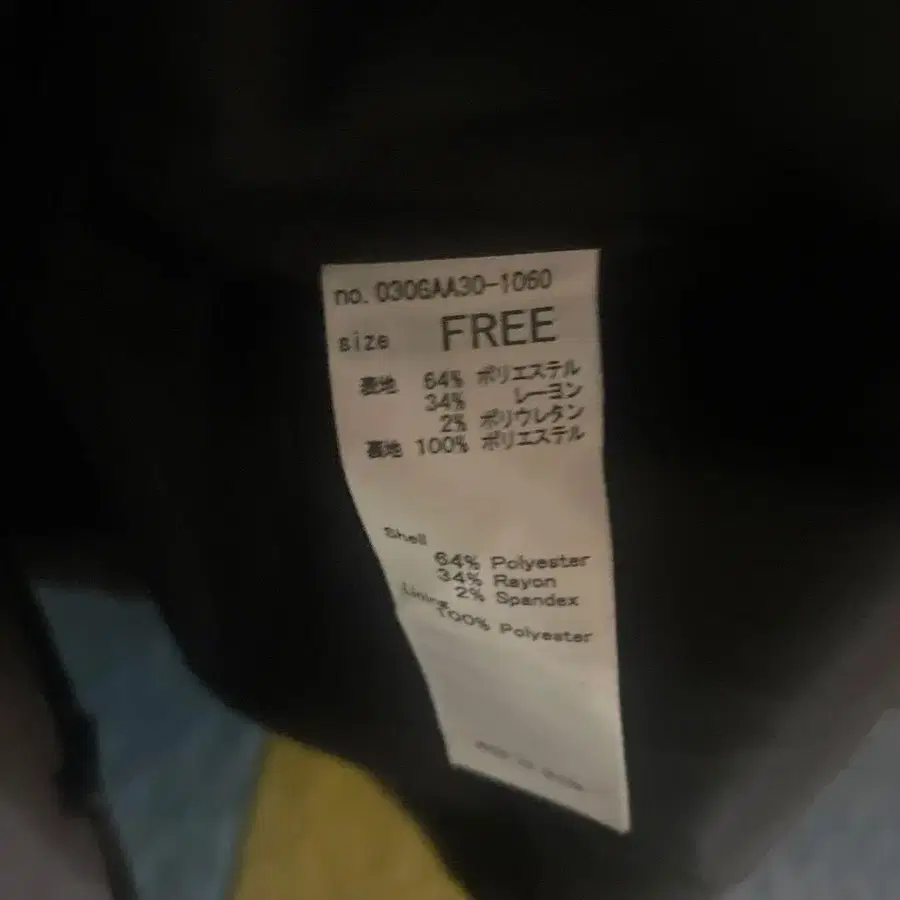 no. 030GAA30-1060
size FREE
表地 64% ポリエステル
34% レーヨン
2% ポリウレタン
裏地 100% ポリエステル
Shell
64% Polyester
34% Rayon
2% Spandex
Lining
100% Polyester